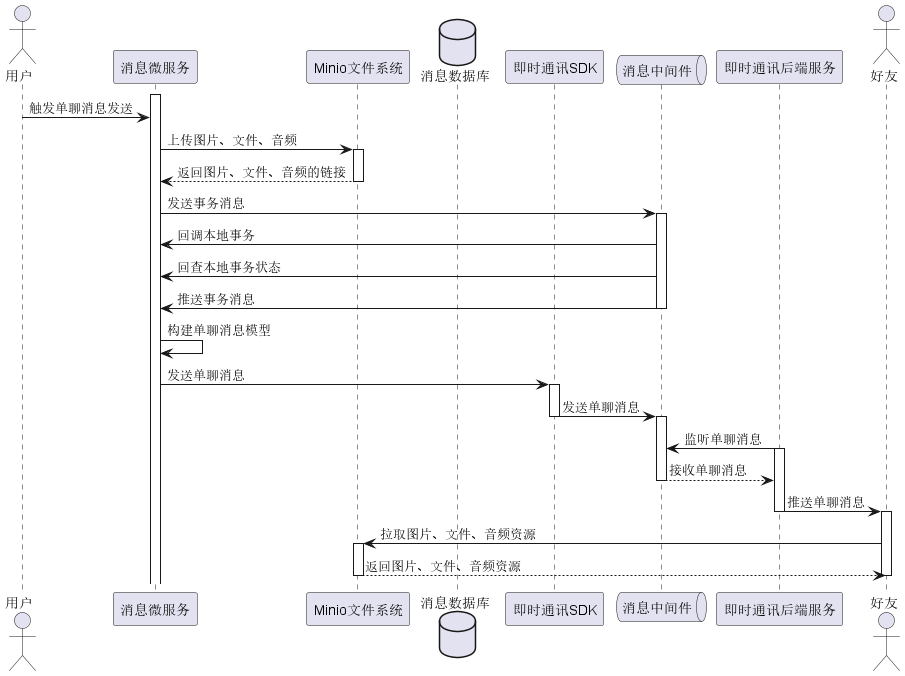 用户
消息微服务
Minio文件系统
消息数据库
即时通讯SDK
消息中间件
即时通讯后端服务
好友
触发单聊消息发送
上传图片、文件、音频
返回图片、文件、音频的链接
发送事务消息
回调本地事务
回查本地事务状态
推送事务消息
构建单聊消息模型
发送单聊消息
发送单聊消息
监听单聊消息
接收单聊消息
推送单聊消息
拉取图片、文件、音频资源
返回图片、文件、音频资源
用户
消息微服务
Minio文件系统
消息数据库
即时通讯SDK
消息中间件
即时通讯后端服务
好友